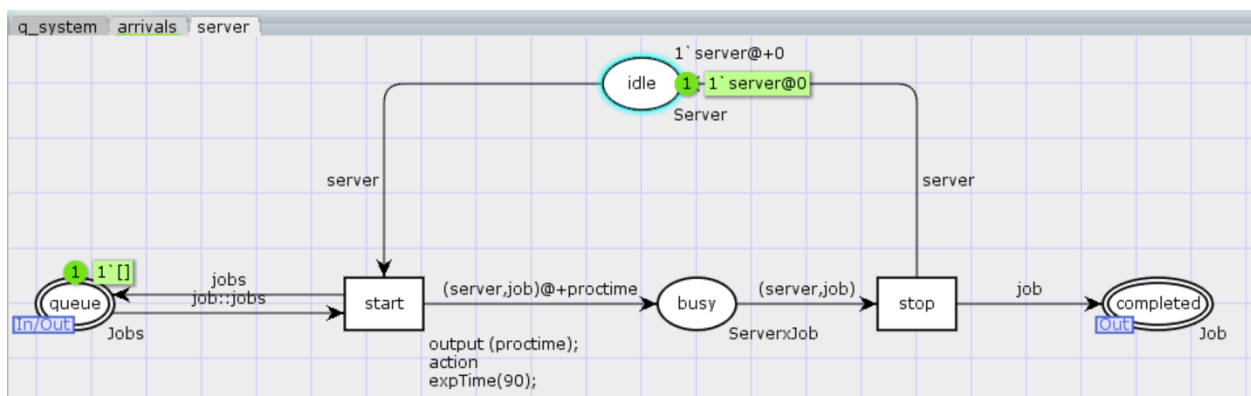 q_system arrivals server
1`server@+0
idle 1 1`server@0
Server
server server
1 1`[]
jobs
job::jobs
queue start (server,job)@+proctime busy (server,job) stop job completed
In/Out Jobs ServerxJob Out Job
output (proctime);
action
expTime(90);